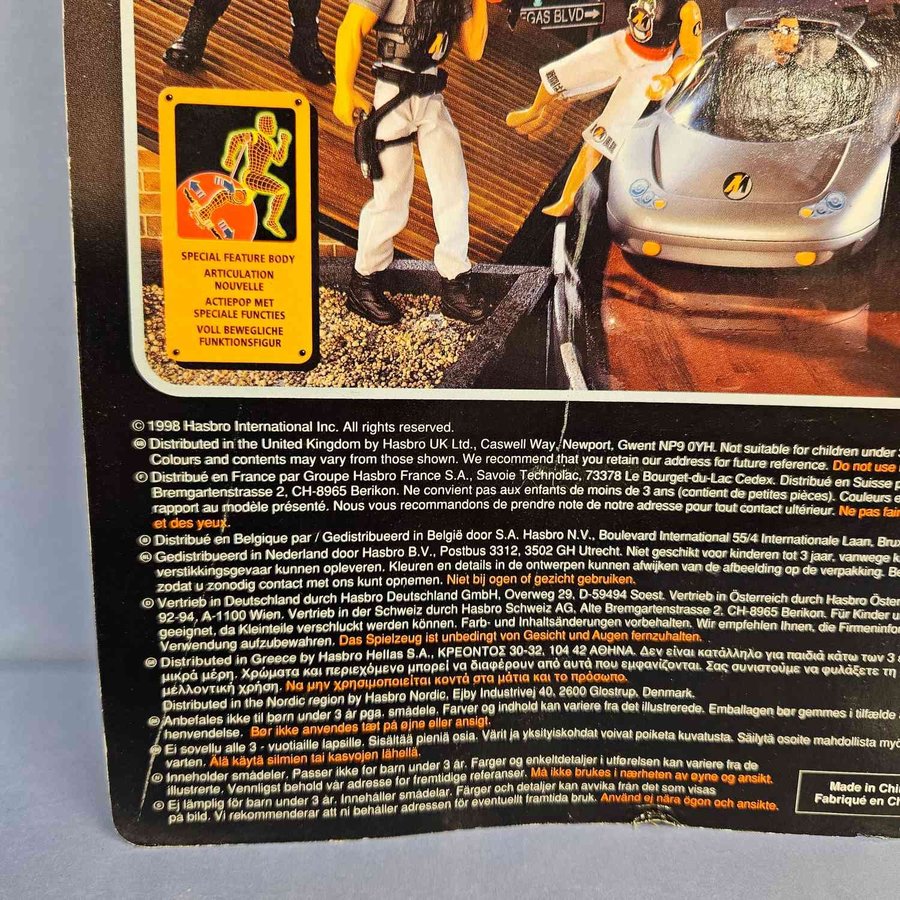 EGAS BLVD
SPECIAL FEATURE BODY
ARTICULATION
NOUVELLE
ACTIEPOP MET
SPECIALE FUNCTIES
VOLL BEWEGLICHE
FUNKTIONSFIGUR
© 1998 Hasbro International Inc. All rights reserved.
GB Distributed in the United Kingdom by Hasbro UK Ltd., Caswell Way, Newport, Gwent NP9 0YH. Not suitable for children under 3
Colours and contents may vary from those shown. We recommend that you retain our address for future reference. Do not use
F Distribué en France par Groupe Hasbro France S.A., Savoie Technolac, 73378 Le Bourget-du-Lac Cedex. Distribué en Suisse
Bremgartenstrasse 2, CH-8965 Berikon. Ne convient pas aux enfants de moins de 3 ans (contient de petites pièces). Couleurs
rapport au modèle présenté. Nous vous recommandons de prendre note de notre adresse pour tout contact ultérieur. Ne pas
et des yeux.
B Distribué en Belgique par / Gedistribueerd in België door S.A. Hasbro N.V., Boulevard International 55/4 Internationale Laan,
NL Gedistribueerd in Nederland door Hasbro B.V., Postbus 3312, 3502 GH Utrecht. Niet geschikt voor kinderen tot 3 jaar, vanwege
verstikkingsgevaar kunnen opleveren. Kleuren en details in de ontwerpen kunnen afwijken van de afbeelding op de verpakking.
zodat u zonodig contact met ons kunt opnemen. Niet bij ogen of gezicht gebruiken.
D Vertrieb in Deutschland durch Hasbro Deutschland GmbH, Overweg 29, D-59494 Soest. Vertrieb in Österreich durch Hasbro
92-94, A-1100 Wien. Vertrieb in der Schweiz durch Hasbro Schweiz AG, Alte Bremgartenstrasse 2, CH-8965 Berikon. Für Kinder
geeignet, da Kleinteile verschluckt werden können. Farb- und Inhaltsänderungen vorbehalten. Wir empfehlen Ihnen, die
Verwendung aufzubewahren. Das Spielzeug ist unbedingt von Gesicht und Augen fernzuhalten.
Distributed in Greece by Hasbro Hellas S.A., ΚΡΕΟΝΤΟΣ 30-32, 104 42 ΑΘΗΝΑ. Δεν είναι κατάλληλο για παιδιά κάτω των 3
μικρά μέρη. Χρώματα και περιεχόμενο μπορεί να διαφέρουν από αυτά που εμφανίζονται. Σας συνιστούμε να φυλάξετε τη
μέλλοντική χρήση. Να μην χρησιμοποιείται κοντά στα μάτια και το πρόσωπο.
Distributed in the Nordic region by Hasbro Nordic, Ejby Industrivej 40, 2600 Glostrup, Denmark.
Anbefales ikke til børn under 3 år pga. smådele. Farver og indhold kan variere fra det illustrerede. Emballagen bør gemmes i tilfælde
henvendelse. Bør ikke anvendes tæt på øjne eller ansigt.
Ei sovellu alle 3 - vuotiaille lapsille. Sisältää pieniä osia. Värit ja yksityiskohdat voivat poiketa kuvatusta. Säilytä osoite mahdollista
varten. Älä käytä silmien tai kasvojen lähellä.
Inneholder smådeler. Passer ikke for barn under 3 år. Farger og enkeltdetaljer i utførelsen kan variere fra de
illustrerte. Vennligst behold vår adresse for fremtidige referanser. Må ikke brukes i nærheten av øyne og ansikt.
S Ej lämplig för barn under 3 år. Innehåller smådelar. Färger och detaljer kan avvika från det som visas
på bild. Vi rekommenderar att ni behåller adressen för eventuellt framtida bruk. Använd ej nära ögon och ansikte.
Made in
Fabriqué en